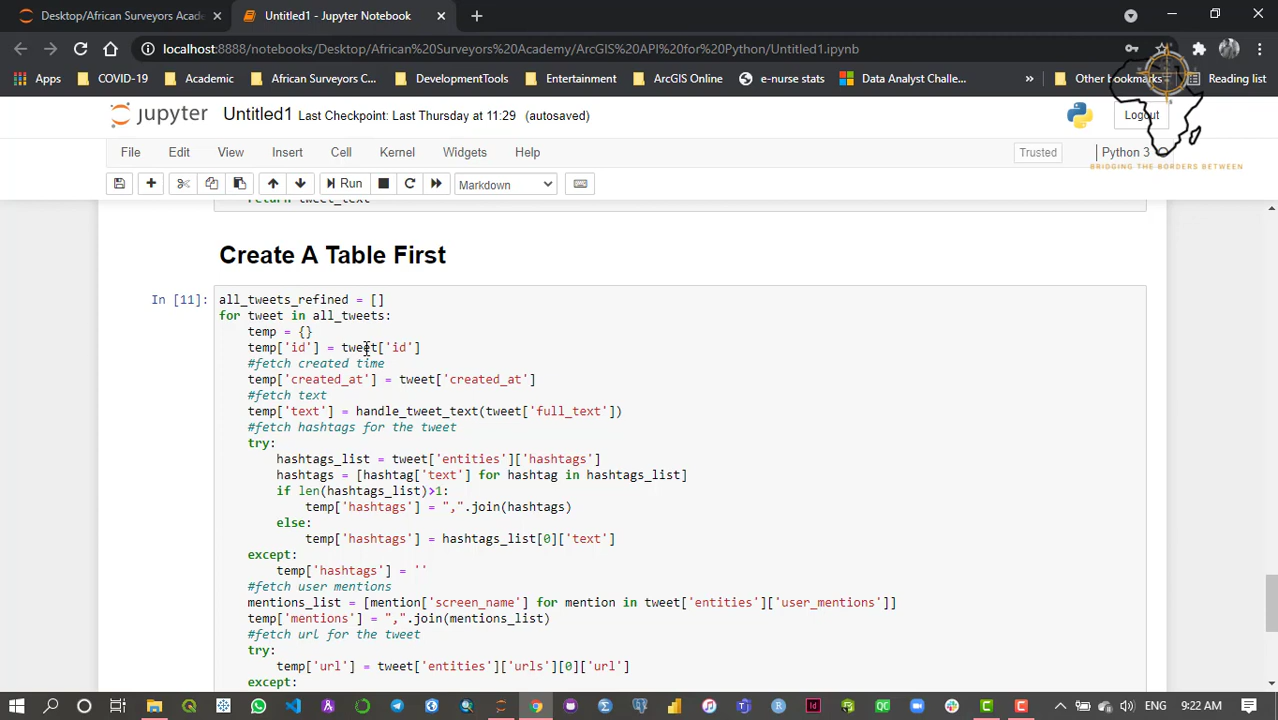 Desktop/African Surveyors Acade
Untitled1 - Jupyter Notebook
localhost:8888/notebooks/Desktop/African%20Surveyors%20Academy/ArcGIS%20API%20for%20Python/Untitled1.ipynb
Apps COVID-19 Academic African Surveyors C... DevelopmentTools Entertainment ArcGIS Online e-nurse stats Data Analyst Challe... » Other bookmarks Reading list
jupyter Untitled1 Last Checkpoint: Last Thursday at 11:29 (autosaved) Logout
File Edit View Insert Cell Kernel Widgets Help Trusted Python 3
BRIDGING THE BORDERS BETWEEN
Run Markdown
return tweet_text
Create A Table First
In [11]: all_tweets_refined = []
for tweet in all_tweets:
temp = {}
temp['id'] = tweet['id']
#fetch created time
temp['created_at'] = tweet['created_at']
#fetch text
temp['text'] = handle_tweet_text(tweet['full_text'])
#fetch hashtags for the tweet
try:
hashtags_list = tweet['entities']['hashtags']
hashtags = [hashtag['text'] for hashtag in hashtags_list]
if len(hashtags_list)>1:
temp['hashtags'] = ",".join(hashtags)
else:
temp['hashtags'] = hashtags_list[0]['text']
except:
temp['hashtags'] = ''
#fetch user mentions
mentions_list = [mention['screen_name'] for mention in tweet['entities']['user_mentions']]
temp['mentions'] = ",".join(mentions_list)
#fetch url for the tweet
try:
temp['url'] = tweet['entities']['urls'][0]['url']
except:
ENG 9:22 AM